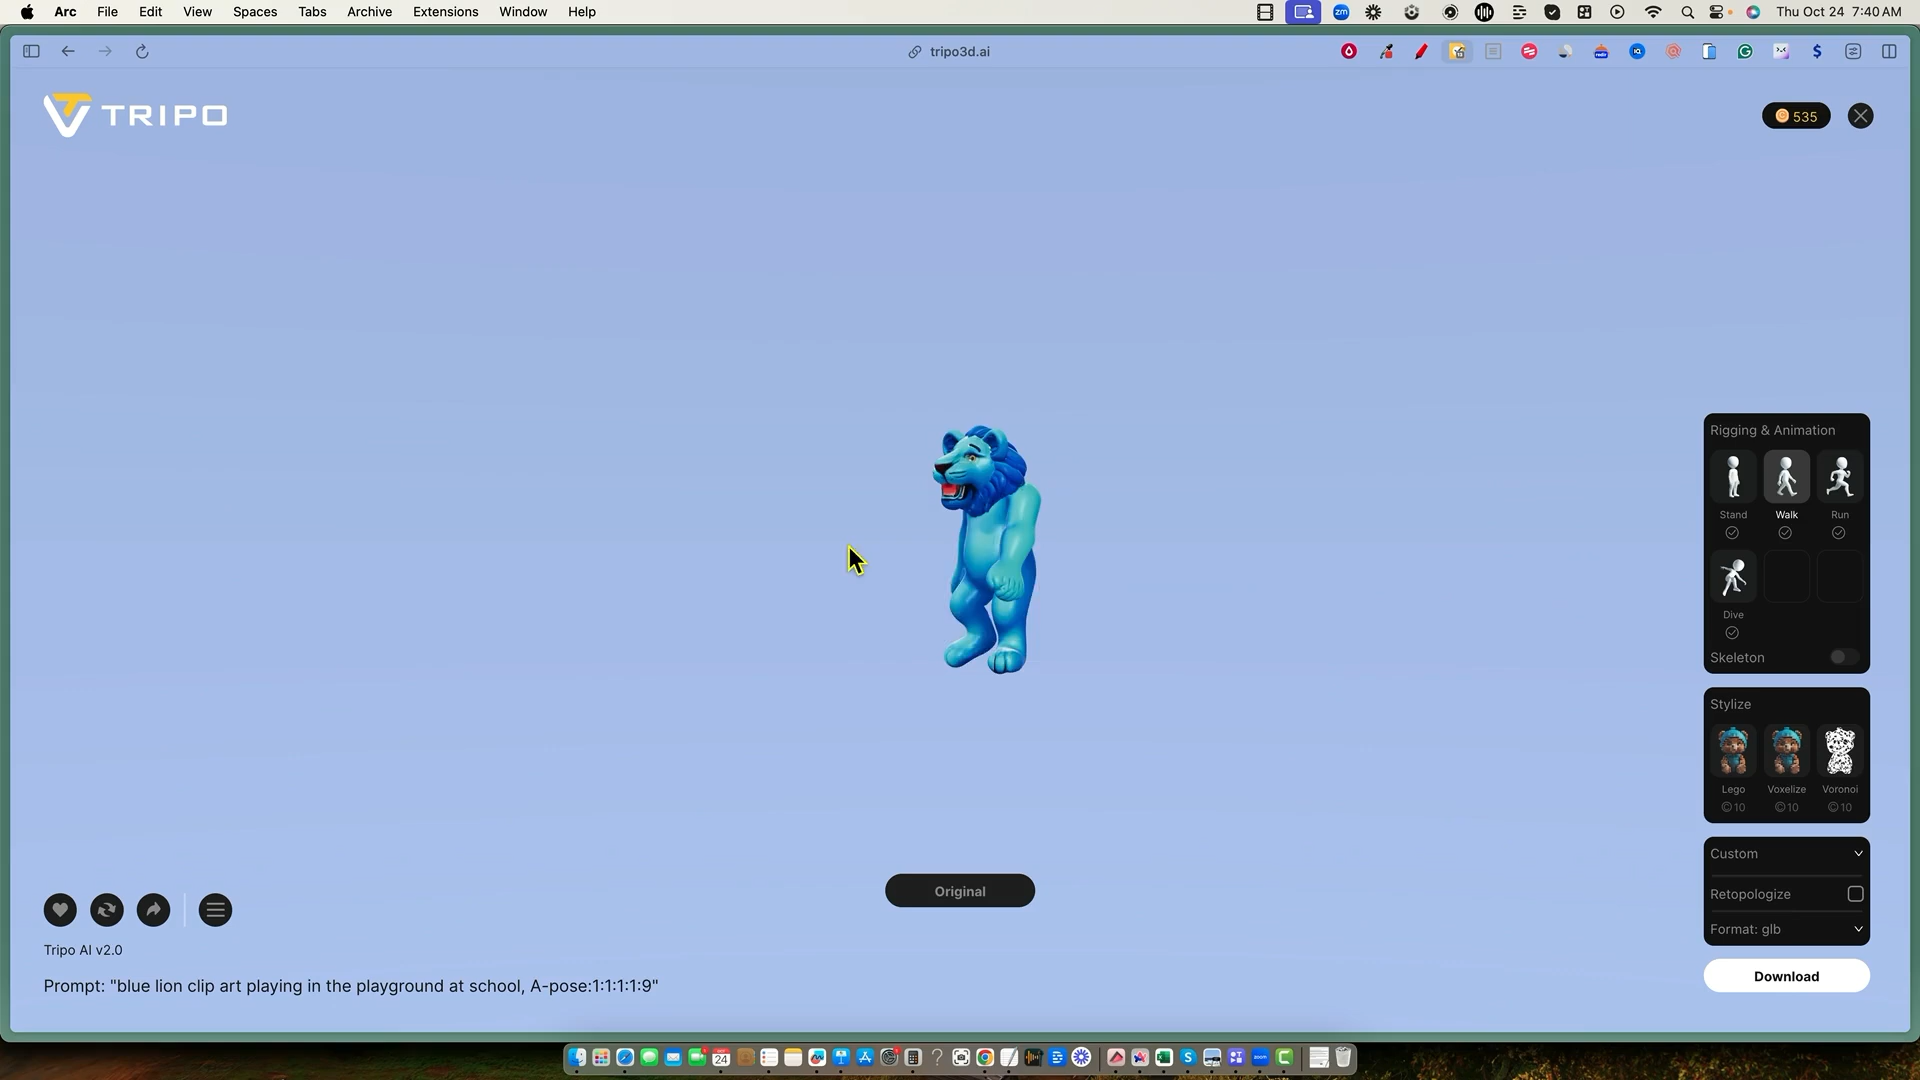 Arc File Edit View Spaces Tabs Archive Extensions Window Help
zm
Thu Oct 24 7:40 AM
tripo3d.ai
TRIPO
535
Rigging & Animation
Stand Walk Run
Dive
Skeleton
Stylize
Lego Voxelize Voronoi
10 10 10
Custom
Retopologize
Format: glb
Download
Original
Tripo AI v2.0
Prompt: "blue lion clip art playing in the playground at school, A-pose:1:1:1:1:9"
24
zoom